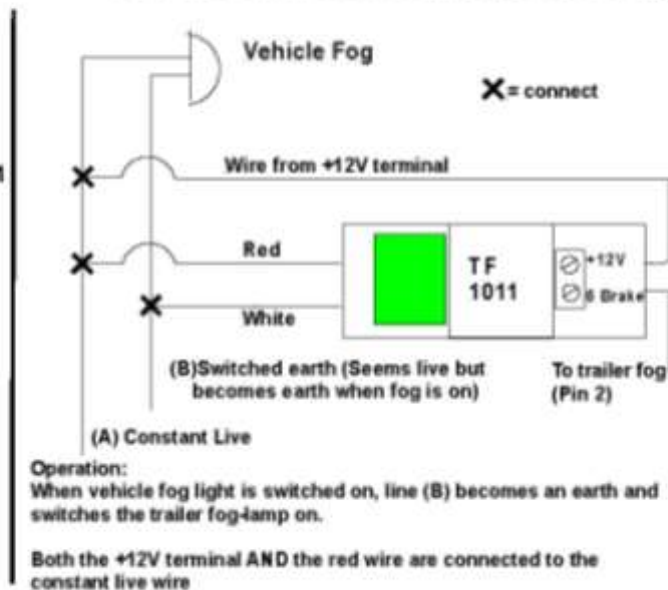 Vehicle Fog
X = connect
Wire from +12V terminal
Red
TF
1011
+12V
6 Brake
White
(B)Switched earth (Seems live but
becomes earth when fog is on)
To trailer fog
(Pin 2)
(A) Constant Live
Operation:
When vehicle fog light is switched on, line (B) becomes an earth and
switches the trailer fog-lamp on.
Both the +12V terminal AND the red wire are connected to the
constant live wire